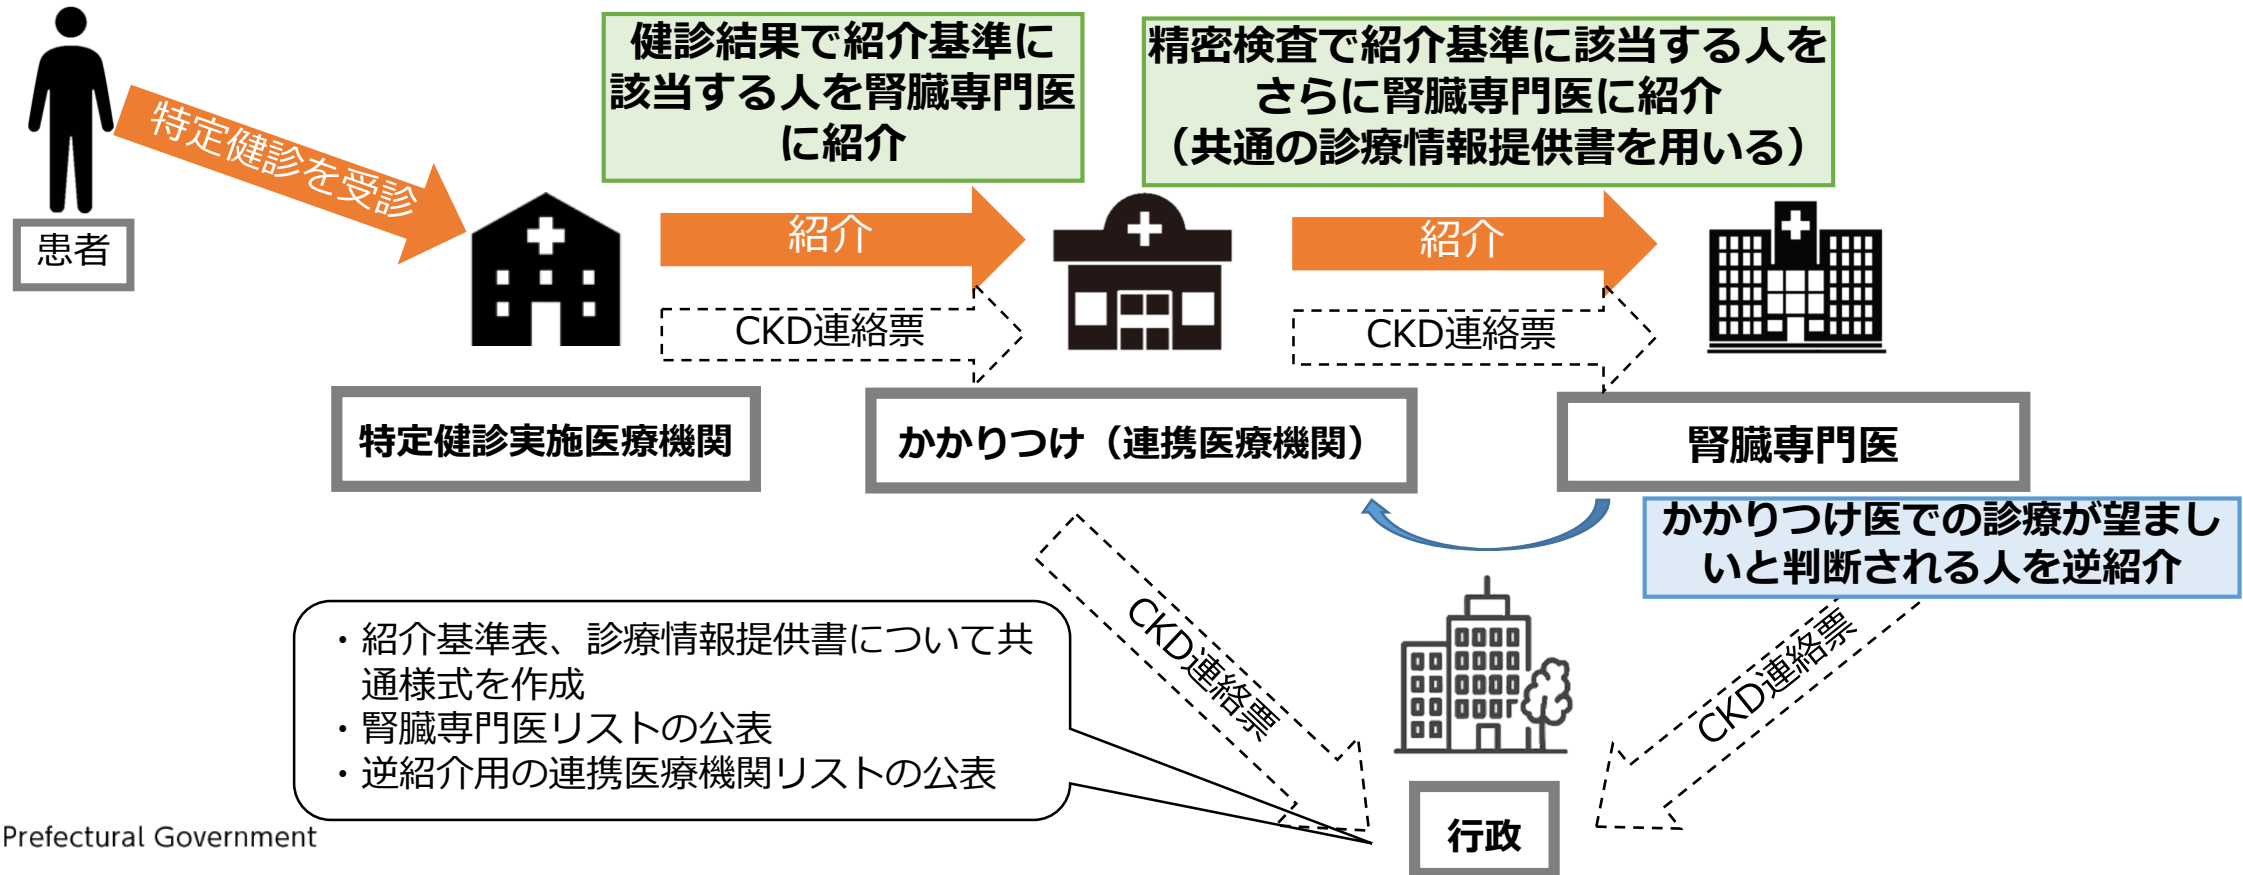 健診結果で紹介基準に
該当する人を腎臓専門医
に紹介
精密検査で紹介基準に該当する人を
さらに腎臓専門医に紹介
（共通の診療情報提供書を用いる）
特定健診を受診
患者
紹介
紹介
CKD連絡票
CKD連絡票
特定健診実施医療機関
かかりつけ（連携医療機関）
腎臓専門医
かかりつけ医での診療が望まし
いと判断される人を逆紹介
CKD連絡票
CKD連絡票
・紹介基準表、診療情報提供書について共
通様式を作成
・腎臓専門医リストの公表
・逆紹介用の連携医療機関リストの公表
行政
Prefectural Government